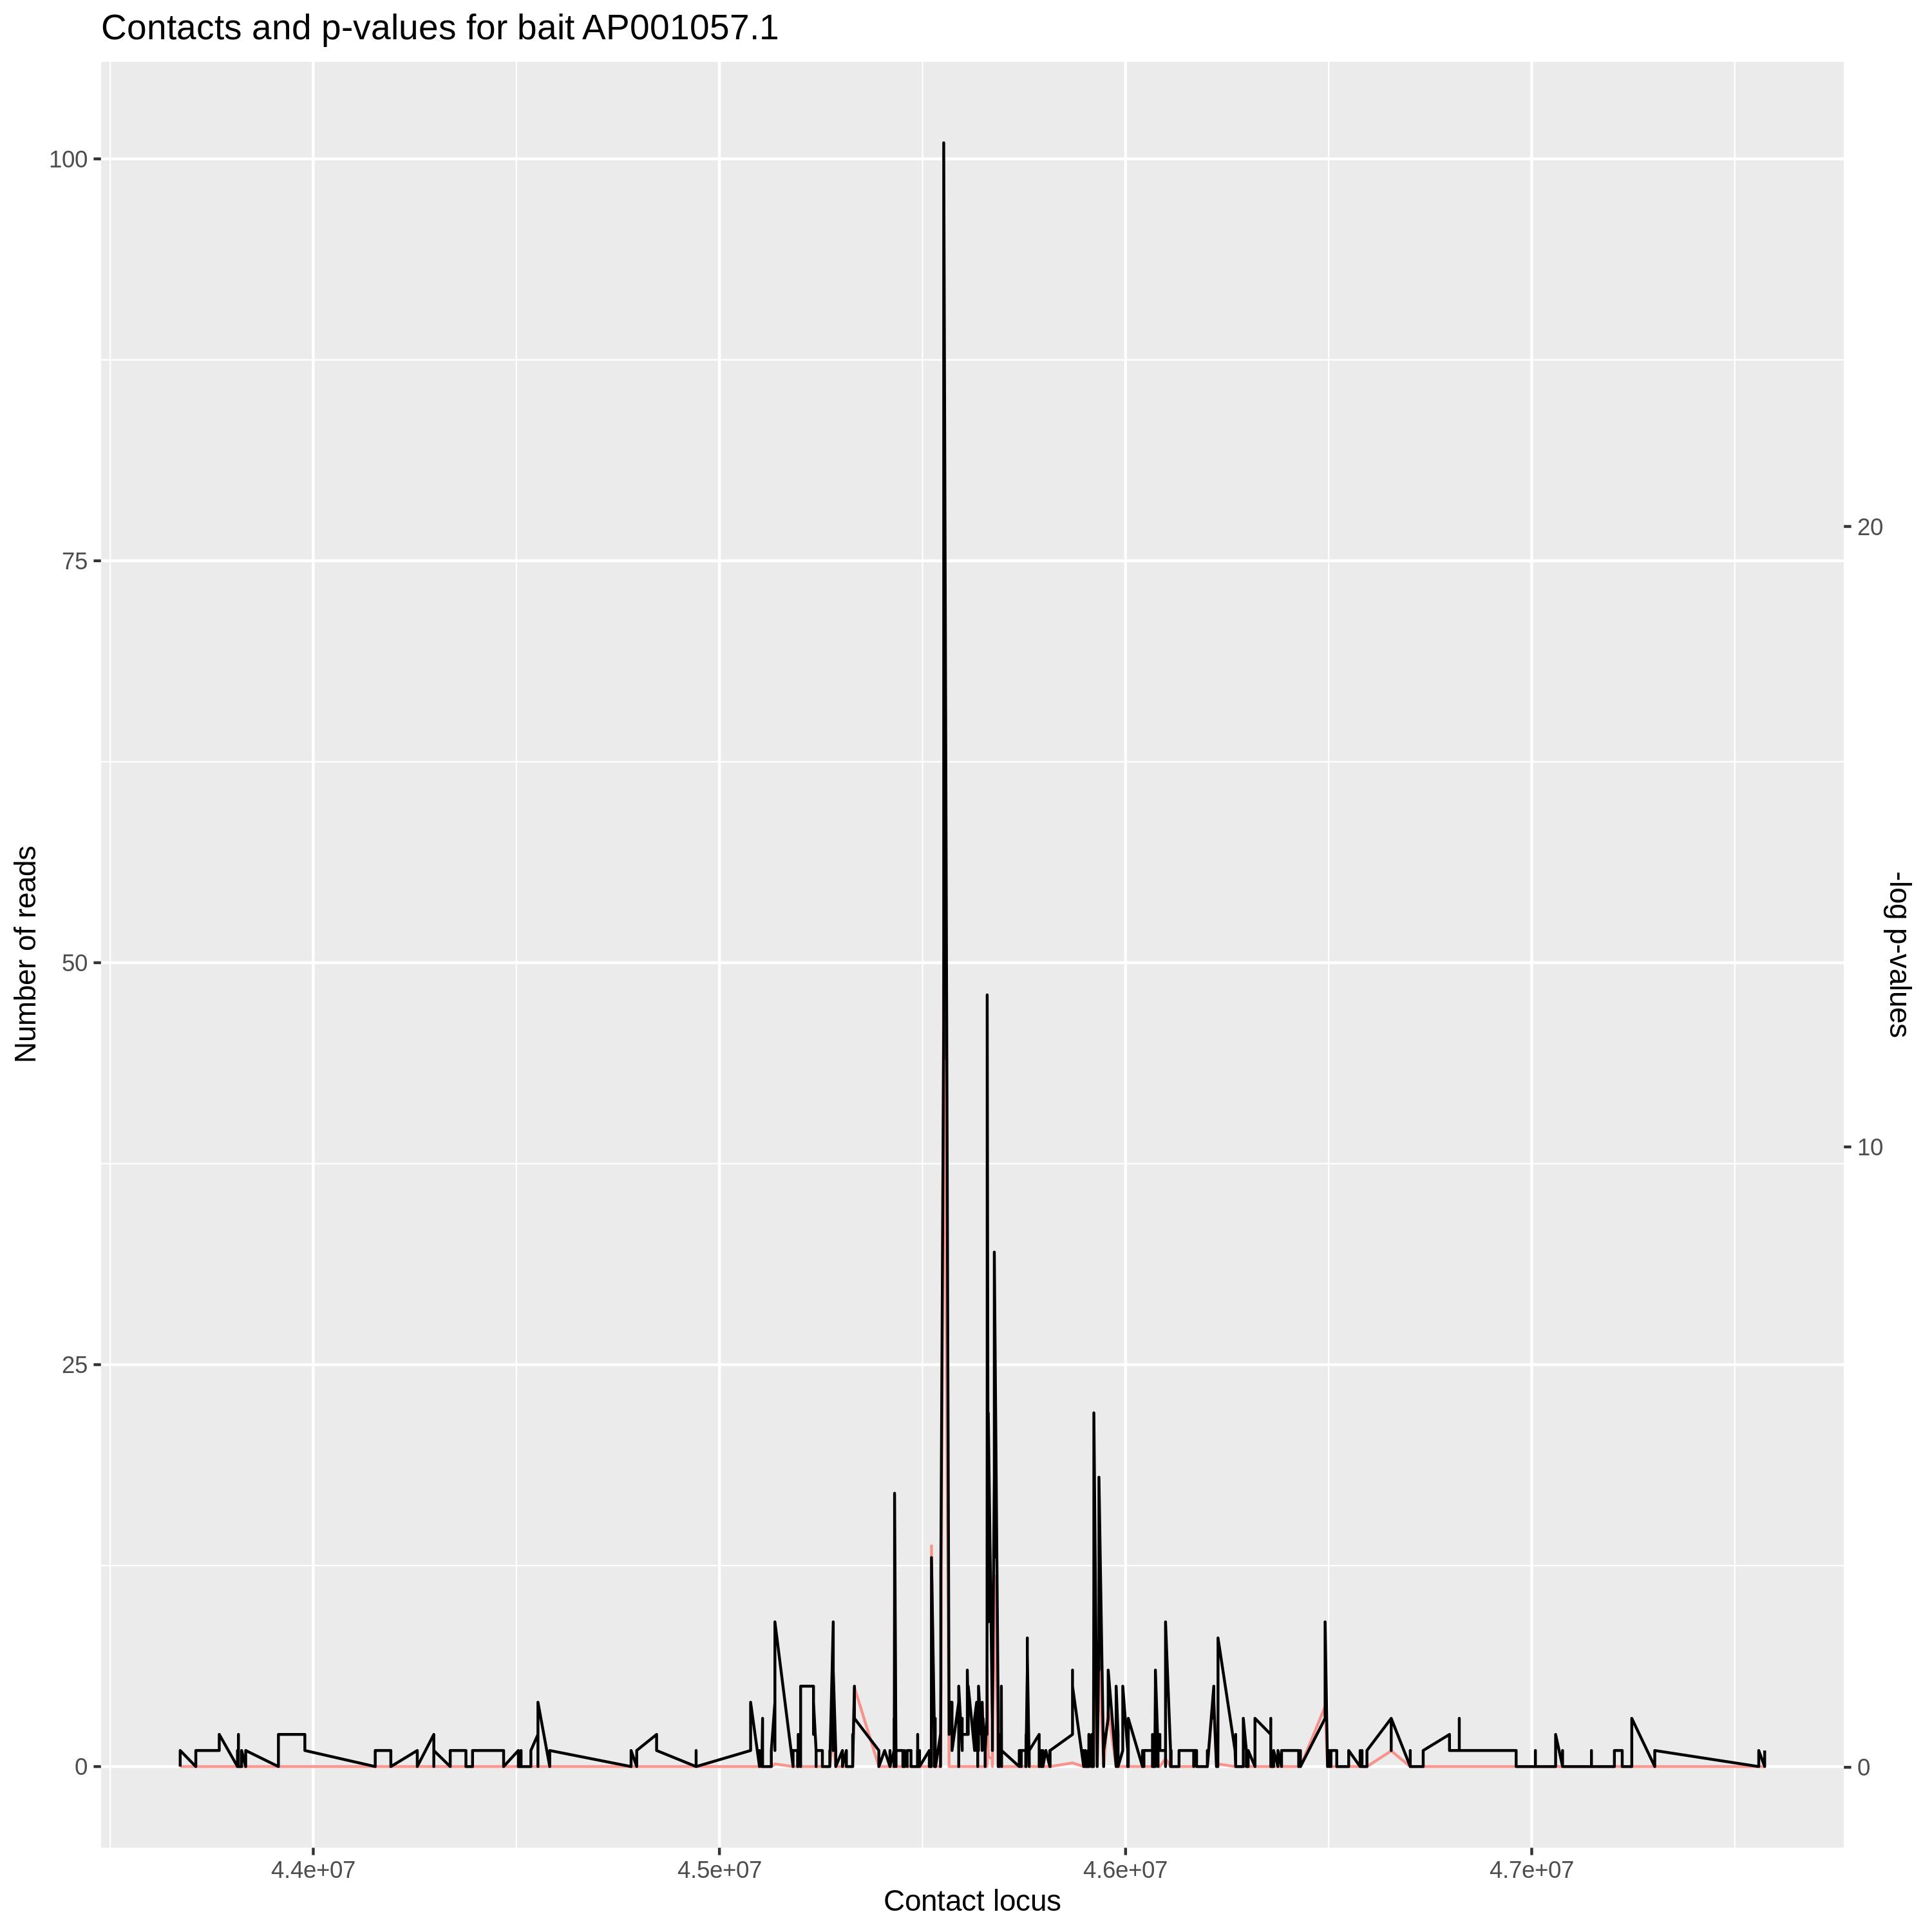 Contacts and p-values for bait AP001057.1
100
75
50
25
0
Number of reads
20
10
0
-log p-values
4.4e+07
4.5e+07
4.6e+07
4.7e+07
Contact locus